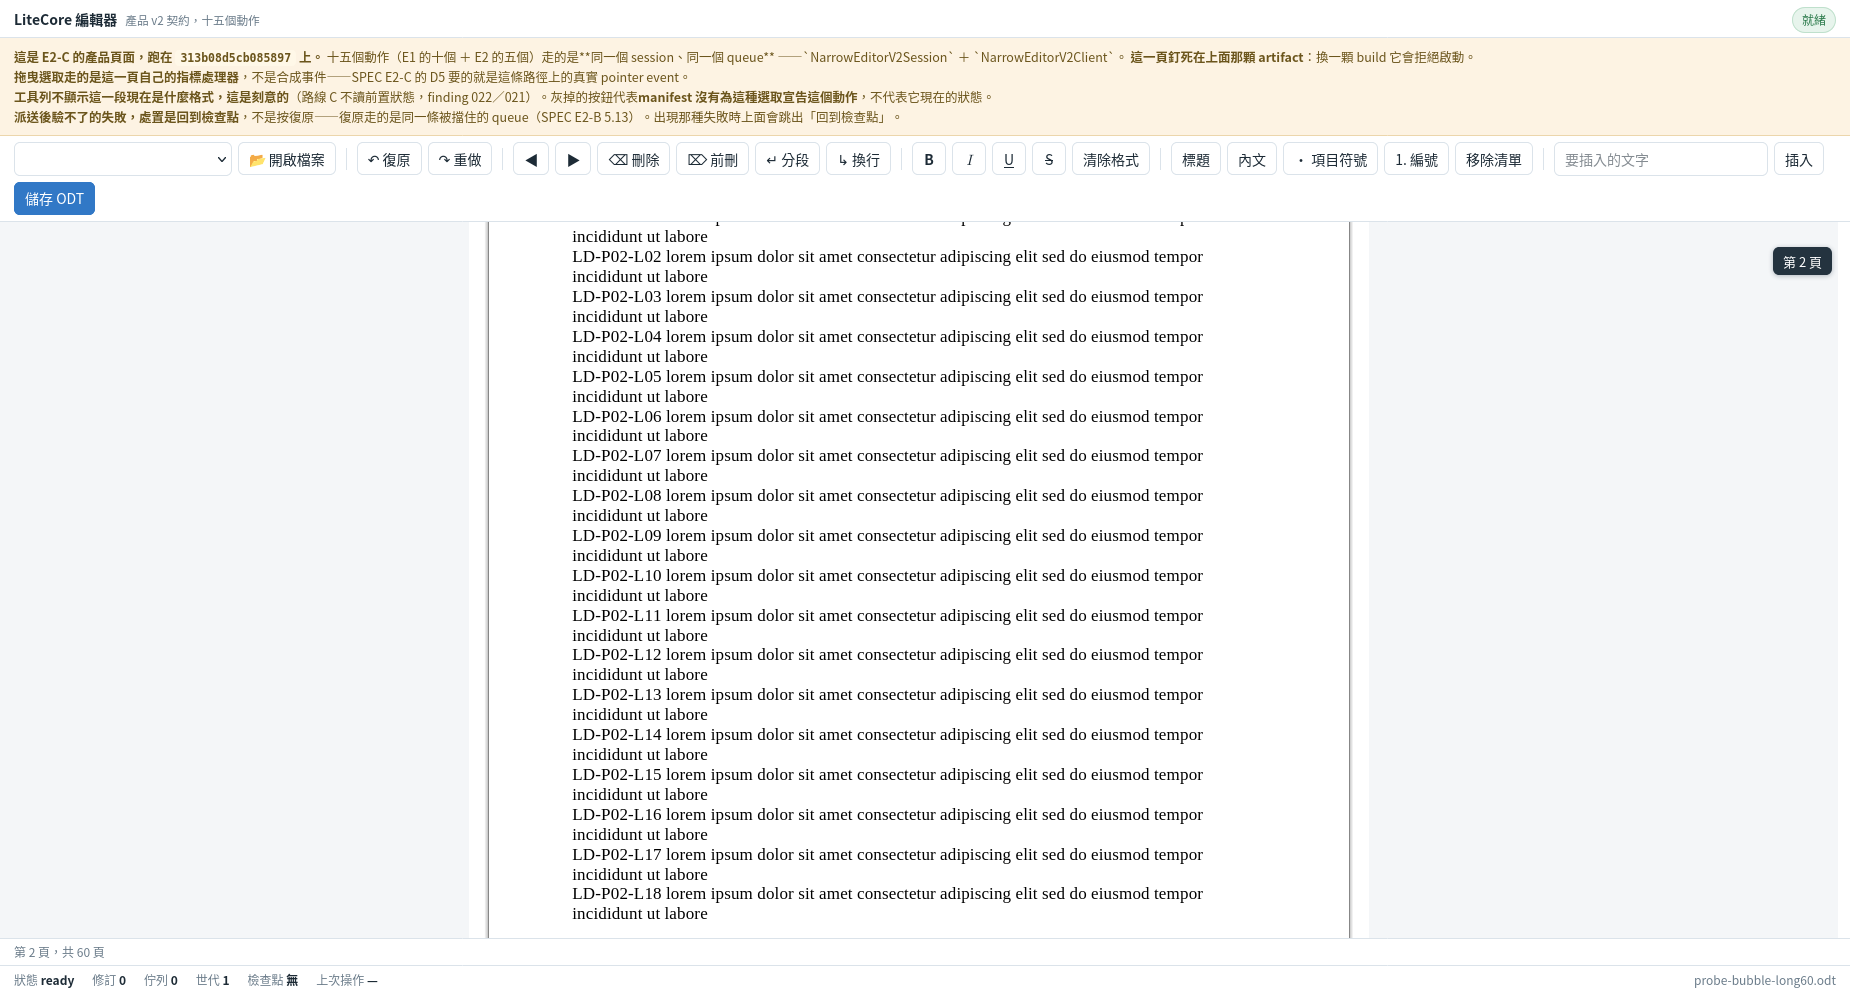 LiteCore 編輯器 產品 v2 契約，十五個動作
就緒
這是 E2-C 的產品頁面，跑在 313b08d5cb085897 上。十五個動作（E1 的十個 ＋ E2 的五個）走的是**同一個 session、同一個 queue** ——`NarrowEditorV2Session` ＋ `NarrowEditorV2Client`。這一頁釘死在上面那顆 artifact：換一顆 build 它會拒絕啟動。
拖曳選取走的是這一頁自己的指標處理器，不是合成事件——SPEC E2-C 的 D5 要的就是這條路徑上的真實 pointer event。
工具列不顯示這一段現在是什麼格式，這是刻意的（路線 C 不讀前置狀態，finding 022／021）。灰掉的按鈕代表manifest 沒有為這種選取宣告這個動作，不代表它現在的狀態。
派送後驗不了的失敗，處置是回到檢查點，不是按復原——復原走的是同一條被擋住的 queue（SPEC E2-B 5.13）。出現那種失敗時上面會跳出「回到檢查點」。
📂 開啟檔案 ↶ 復原 ↷ 重做 ◀ ▶ ⌫ 刪除 ⌦ 前刪 ↵ 分段 ↳ 換行 B I U S 清除格式 標題 內文 • 項目符號 1. 編號 移除清單 要插入的文字 插入
儲存 ODT
incididunt ut labore
LD-P02-L02 lorem ipsum dolor sit amet consectetur adipiscing elit sed do eiusmod tempor
incididunt ut labore
LD-P02-L03 lorem ipsum dolor sit amet consectetur adipiscing elit sed do eiusmod tempor
incididunt ut labore
LD-P02-L04 lorem ipsum dolor sit amet consectetur adipiscing elit sed do eiusmod tempor
incididunt ut labore
LD-P02-L05 lorem ipsum dolor sit amet consectetur adipiscing elit sed do eiusmod tempor
incididunt ut labore
LD-P02-L06 lorem ipsum dolor sit amet consectetur adipiscing elit sed do eiusmod tempor
incididunt ut labore
LD-P02-L07 lorem ipsum dolor sit amet consectetur adipiscing elit sed do eiusmod tempor
incididunt ut labore
LD-P02-L08 lorem ipsum dolor sit amet consectetur adipiscing elit sed do eiusmod tempor
incididunt ut labore
LD-P02-L09 lorem ipsum dolor sit amet consectetur adipiscing elit sed do eiusmod tempor
incididunt ut labore
LD-P02-L10 lorem ipsum dolor sit amet consectetur adipiscing elit sed do eiusmod tempor
incididunt ut labore
LD-P02-L11 lorem ipsum dolor sit amet consectetur adipiscing elit sed do eiusmod tempor
incididunt ut labore
LD-P02-L12 lorem ipsum dolor sit amet consectetur adipiscing elit sed do eiusmod tempor
incididunt ut labore
LD-P02-L13 lorem ipsum dolor sit amet consectetur adipiscing elit sed do eiusmod tempor
incididunt ut labore
LD-P02-L14 lorem ipsum dolor sit amet consectetur adipiscing elit sed do eiusmod tempor
incididunt ut labore
LD-P02-L15 lorem ipsum dolor sit amet consectetur adipiscing elit sed do eiusmod tempor
incididunt ut labore
LD-P02-L16 lorem ipsum dolor sit amet consectetur adipiscing elit sed do eiusmod tempor
incididunt ut labore
LD-P02-L17 lorem ipsum dolor sit amet consectetur adipiscing elit sed do eiusmod tempor
incididunt ut labore
LD-P02-L18 lorem ipsum dolor sit amet consectetur adipiscing elit sed do eiusmod tempor
incididunt ut labore
第 2 頁
第 2 頁，共 60 頁
狀態 ready 修訂 0 佇列 0 世代 1 檢查點 無 上次操作 —
probe-bubble-long60.odt